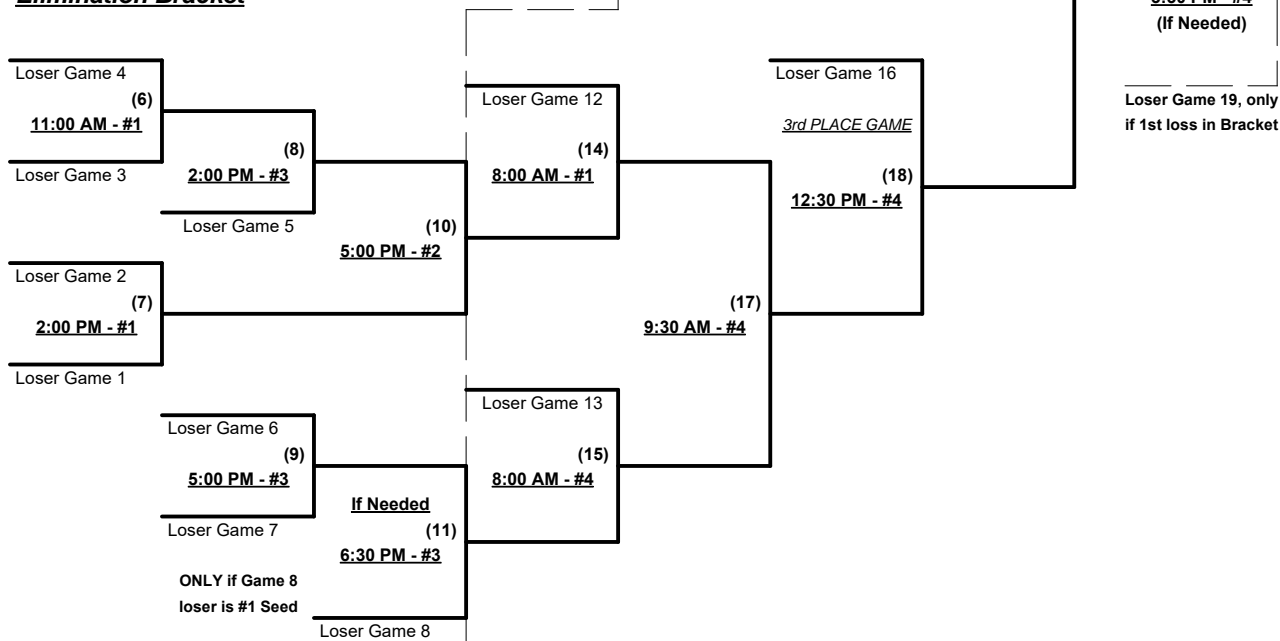 Elimination Bracket
(If Needed)
Loser Game 4
Loser Game 16
(6)
Loser Game 12
Loser Game 19, only
11:00 AM - #1
3rd PLACE GAME
if 1st loss in Bracket
(8)
(14)
Loser Game 3
2:00 PM - #3
8:00 AM - #1
(18)
12:30 PM - #4
Loser Game 5
(10)
5:00 PM - #2
Loser Game 2
(7)
(17)
2:00 PM - #1
9:30 AM - #4
Loser Game 1
Loser Game 13
Loser Game 6
(9)
(15)
5:00 PM - #3
8:00 AM - #4
If Needed
Loser Game 7
(11)
6:30 PM - #3
ONLY if Game 8
loser is #1 Seed
Loser Game 8